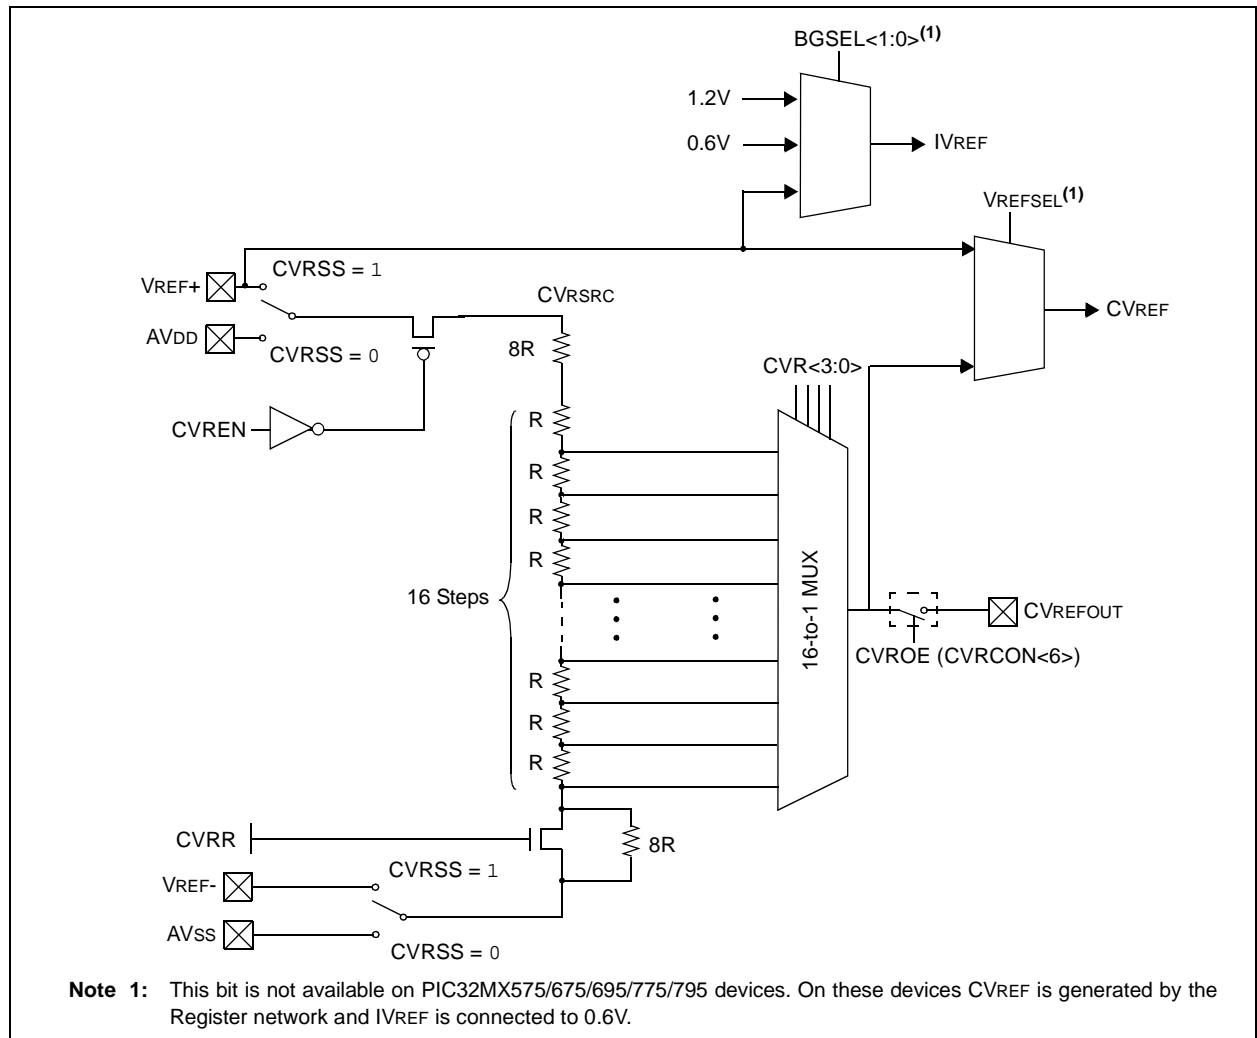 BGSEL<1:0>(1)
1.2V
0.6V
IVREF
VREFSEL(1)
VREF+
CVRSS = 1
CVRSRC
CVREF
AVDD
CVRSS = 0
8R
CVR<3:0>
CVREN
R
R
R
R
16 Steps
16-to-1 MUX
CVREFOUT
CVROE (CVRCON<6>)
R
R
R
CVRR
8R
CVRSS = 1
VREF-
AVSS
CVRSS = 0
Note 1: This bit is not available on PIC32MX575/675/695/775/795 devices. On these devices CVREF is generated by the
Register network and IVREF is connected to 0.6V.